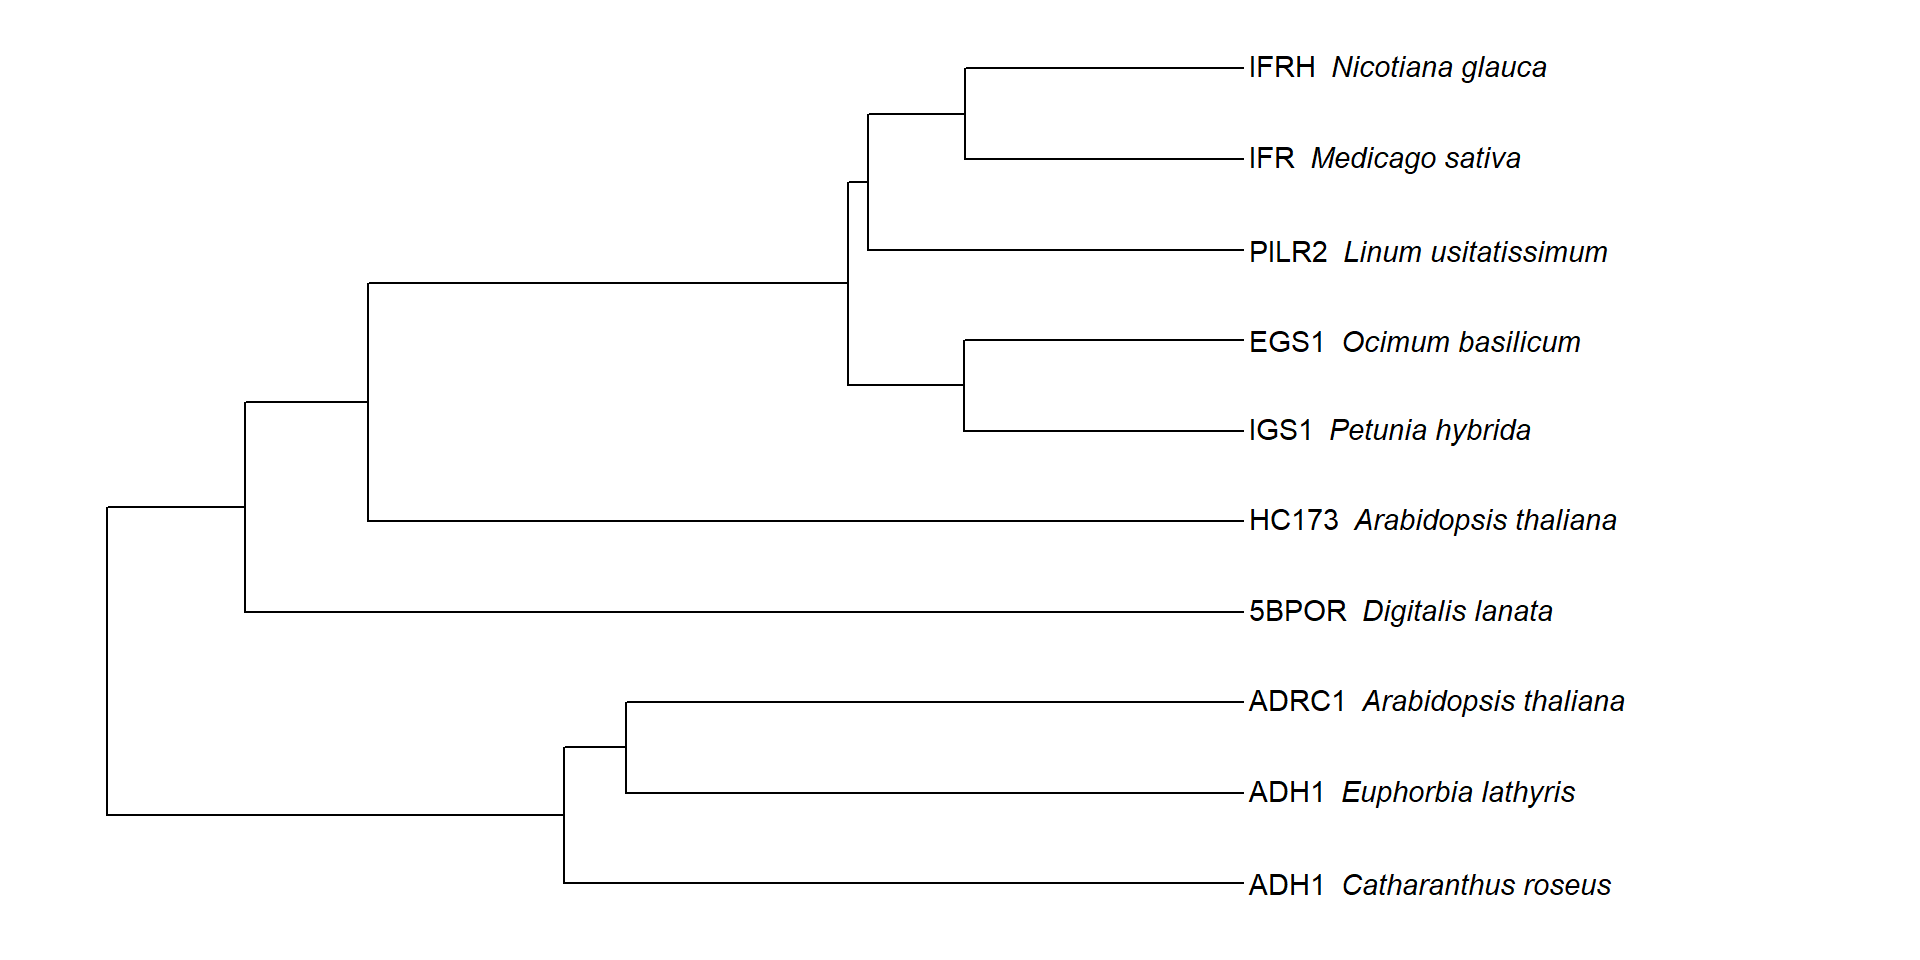 IFRH Nicotiana glauca
IFR Medicago sativa
PILR2 Linum usitatissimum
EGS1 Ocimum basilicum
IGS1 Petunia hybrida
HC173 Arabidopsis thaliana
5BPOR Digitalis lanata
ADRC1 Arabidopsis thaliana
ADH1 Euphorbia lathyris
ADH1 Catharanthus roseus